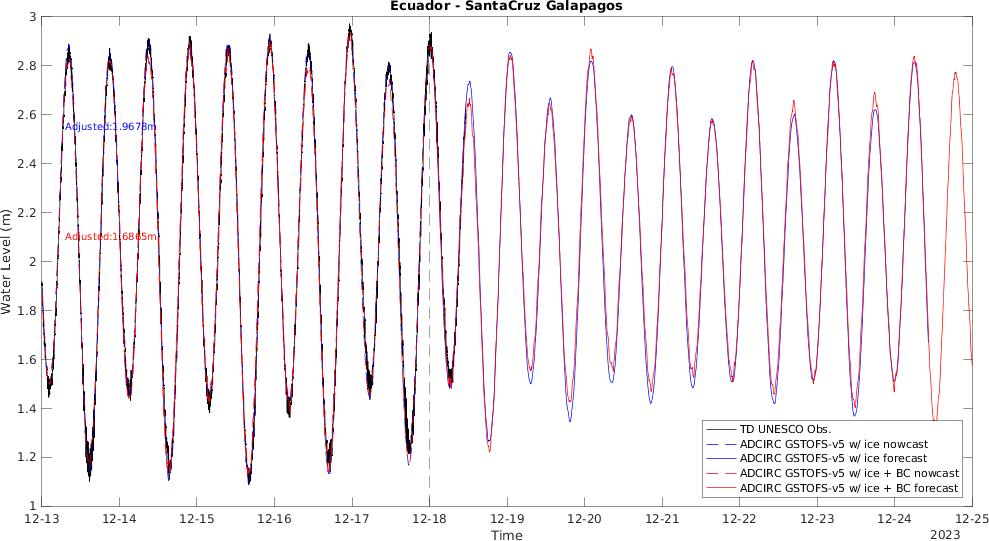 Ecuador - SantaCruz Galapagos
3
2.8
2.6
2.4
2.2
2
1.8
1.6
1.4
1.2
1
Water Level (m)
Adjusted:1.9678m
Adjusted:1.6865m
TD UNESCO Obs.
ADCIRC GSTOFS-v5 w/ ice nowcast
ADCIRC GSTOFS-v5 w/ ice forecast
ADCIRC GSTOFS-v5 w/ ice + BC nowcast
ADCIRC GSTOFS-v5 w/ ice + BC forecast
12-13 12-14 12-15 12-16 12-17 12-18 12-19 12-20 12-21 12-22 12-23 12-24 12-25
Time
2023